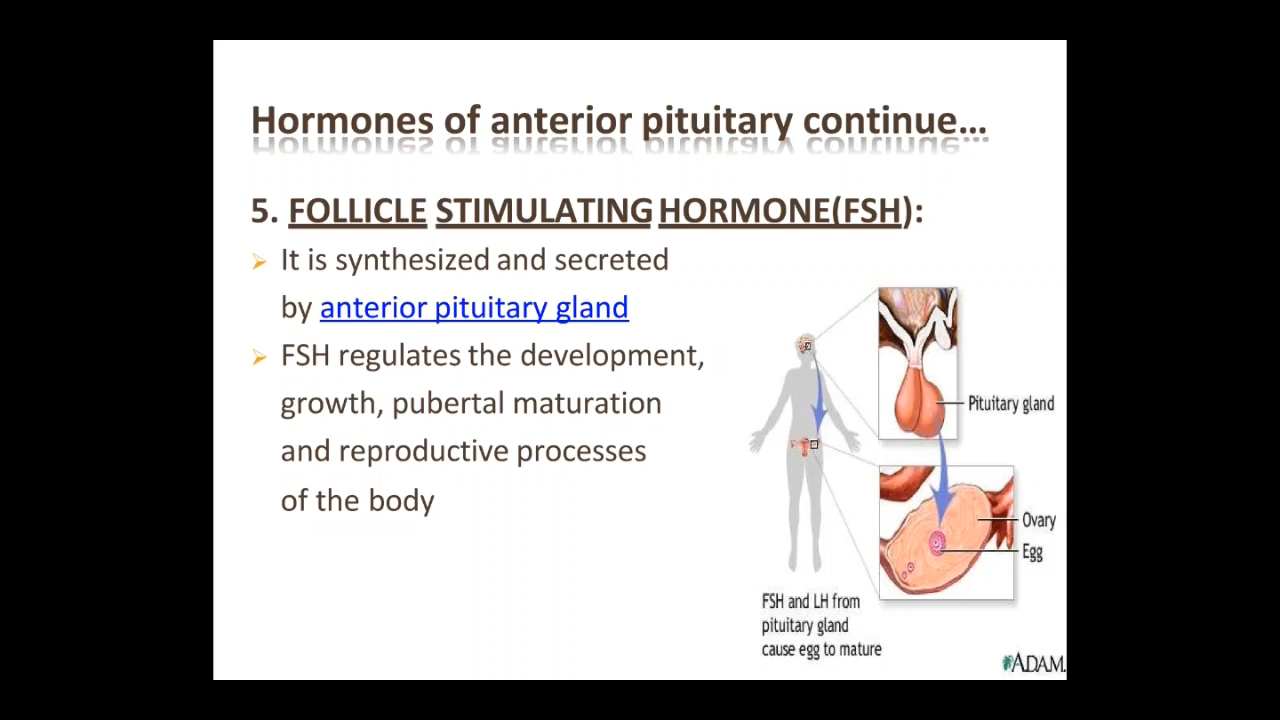 Hormones of anterior pituitary continue...
5. FOLLICLE STIMULATING HORMONE(FSH):
It is synthesized and secreted
by anterior pituitary gland
FSH regulates the development,
growth, pubertal maturation
and reproductive processes
of the body
Pituitary gland
Ovary
Egg
FSH and LH from
pituitary gland
cause egg to mature
ADAM.